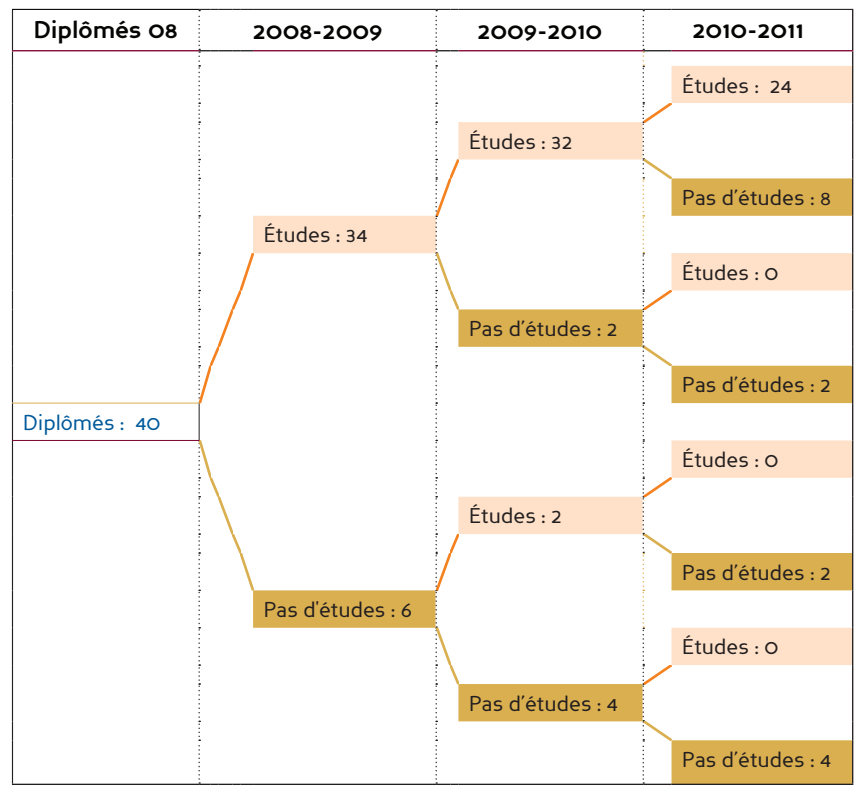 Diplômés 08 2008-2009 2009-2010 2010-2011
Études : 24
Études : 32
Pas d'études : 8
Études : 34
Études : 0
Pas d'études : 2
Pas d'études : 2
Diplômés : 40
Études : 0
Études : 2
Pas d'études : 2
Pas d'études : 6
Études : 0
Pas d'études : 4
Pas d'études : 4